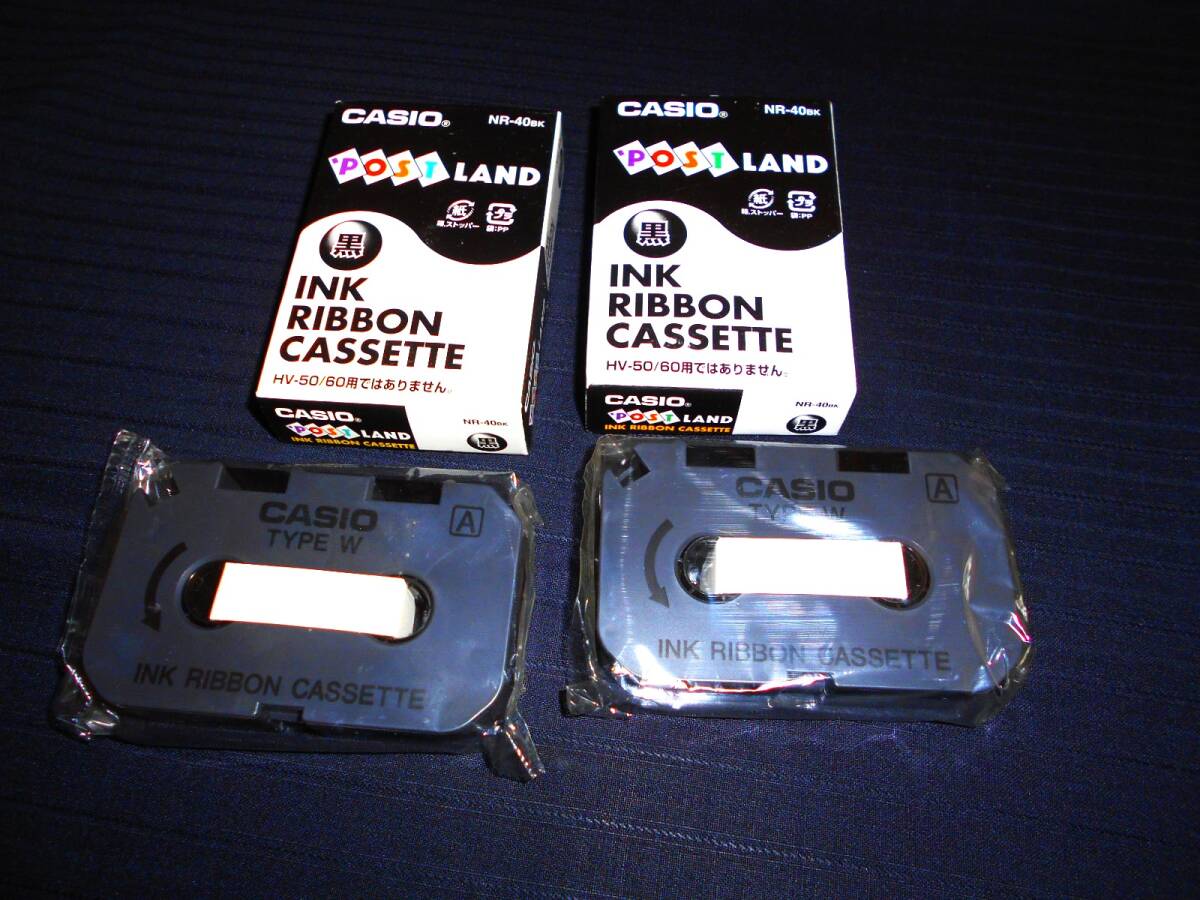 CASIO® NR-40BK
POST LAND
紙 プラ
箱,ストッパー 袋:PP
黒
INK
RIBBON
CASSETTE
HV-50/60用ではありません。
CASIO®
POST LAND NR-40BK
INK RIBBON CASSETTE 黒
CASIO® NR-40BK
POST LAND
紙 プラ
箱,ストッパー 袋:PP
黒
INK
RIBBON
CASSETTE
HV-50/60用ではありません。
CASIO® NR-40BK
POST LAND
INK RIBBON CASSETTE 黒
CASIO A
TYPE W
INK RIBBON CASSETTE
CASIO A
TYPE W
INK RIBBON CASSETTE